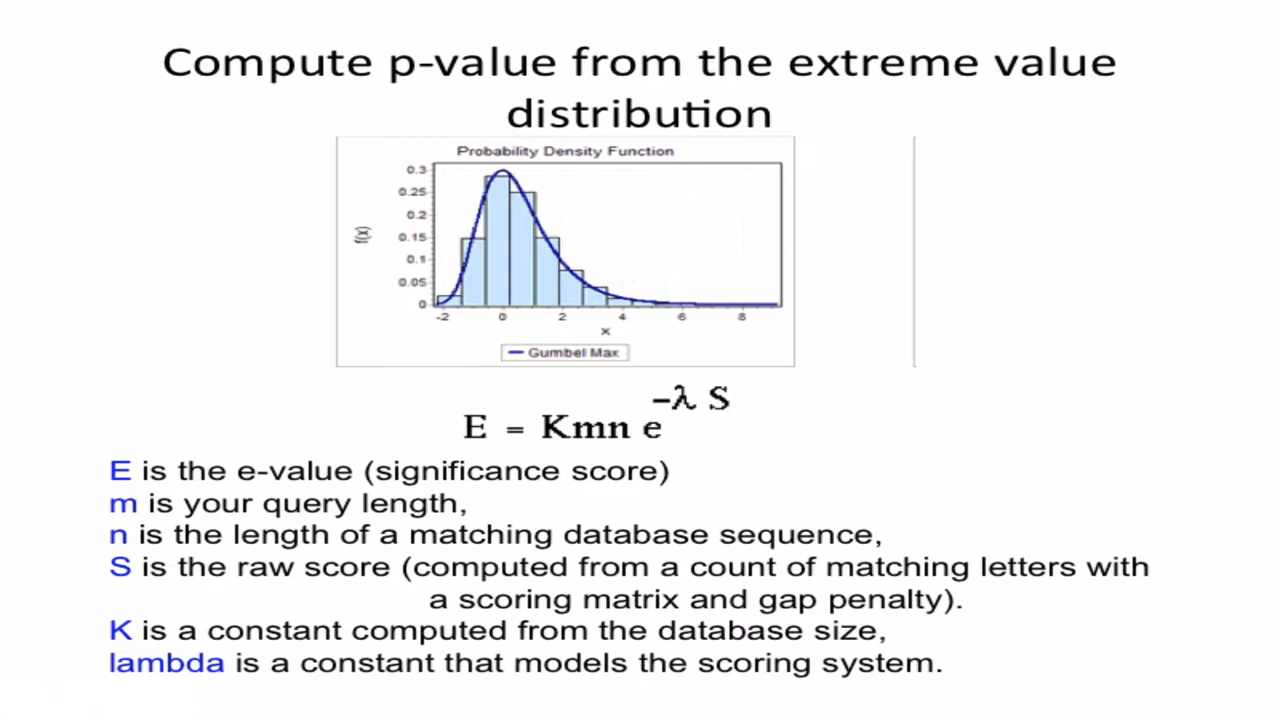 Compute p-value from the extreme value
distribution
Probability Density Function
0.3
0.25
0.2
0.15
0.1
0.05
0
f(x)
-2 0 2 4 6 8
x
Gumbel Max
E = Kmn e^{-λ S}
E is the e-value (significance score)
m is your query length,
n is the length of a matching database sequence,
S is the raw score (computed from a count of matching letters with
a scoring matrix and gap penalty).
K is a constant computed from the database size,
lambda is a constant that models the scoring system.